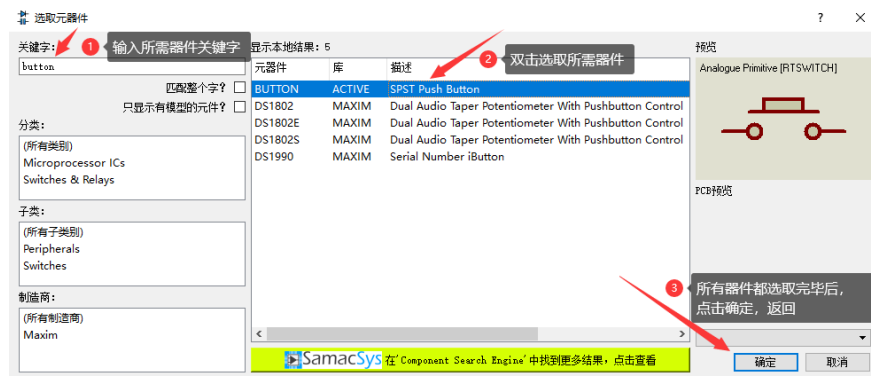 选取元器件
? ×
关键字:
1 输入所需器件关键字
button
匹配整个字?
只显示有模型的元件?
分类:
(所有类别)
Microprocessor ICs
Switches & Relays
子类:
(所有子类别)
Peripherals
Switches
制造商:
(所有制造商)
Maxim
显示本地结果: 5
2 双击选取所需器件
元器件 库 描述
BUTTON ACTIVE SPST Push Button
DS1802 MAXIM Dual Audio Taper Potentiometer With Pushbutton Control
DS1802E MAXIM Dual Audio Taper Potentiometer With Pushbutton Control
DS1802S MAXIM Dual Audio Taper Potentiometer With Pushbutton Control
DS1990 MAXIM Serial Number iButton
SamacSys 在'Component Search Engine'中找到更多结果，点击查看
预览
Analogue Primitive [RTSWITCH]
PCB预览
3 所有器件都选取完毕后，
点击确定，返回
确定 取消